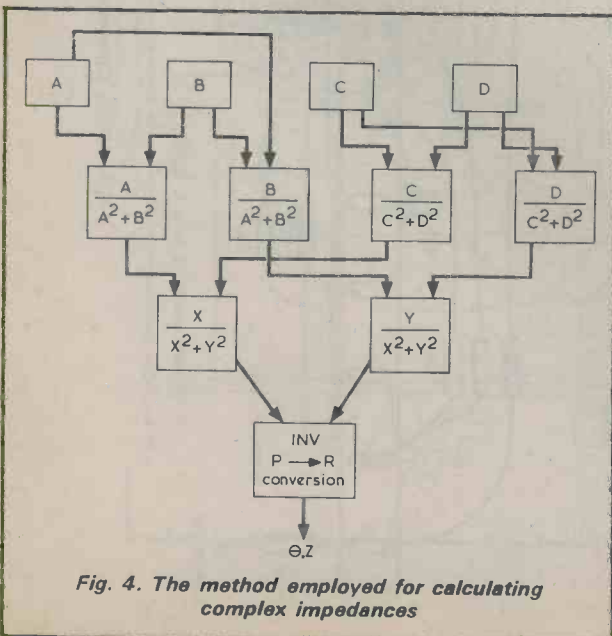 A B C D
A B C D
A²+B² A²+B² C²+D² C²+D²
X Y
X²+Y² X²+Y²
INV
P → R
conversion
Θ,Z
Fig. 4. The method employed for calculating
complex impedances